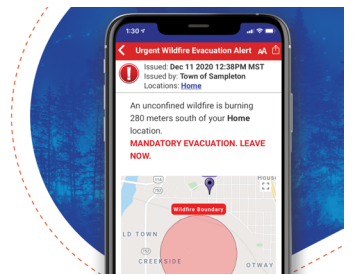 1:30
Urgent Wildfire Evacuation Alert AA
Issued: Dec 11 2020 12:38PM MST
Issued by: Town of Sampleton
Locations: Home
An unconfined wildfire is burning
280 meters south of your Home
location.
MANDATORY EVACUATION. LEAVE
NOW.
Wildfire Boundary
LD TOWN
CREEKSIDE
OTWAY